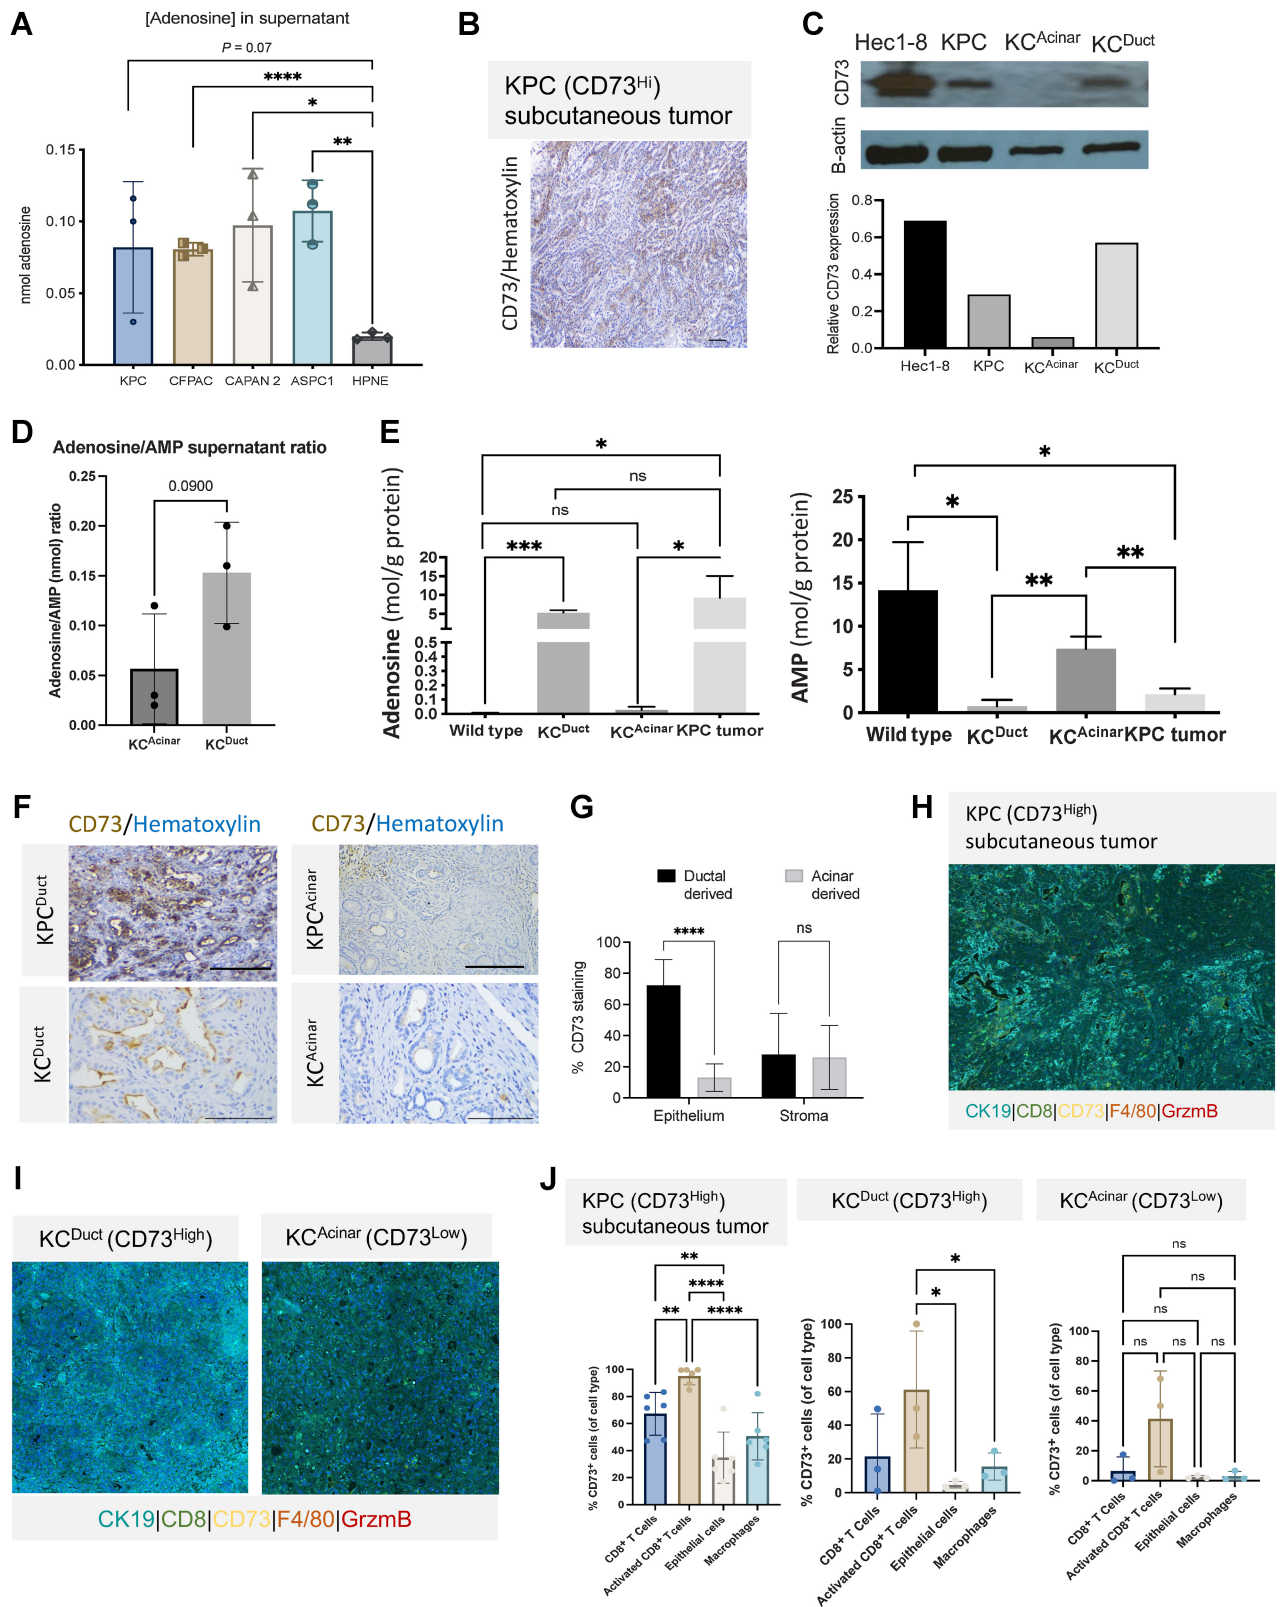 A
[Adenosine] in supernatant
P = 0.07
****
*
**
nmol adenosine
0.15
0.10
0.05
0.00
KPC
CFPAC
CAPAN 2
ASPC1
HPNE
B
KPC (CD73Hi)
subcutaneous tumor
CD73/Hematoxylin
C
Hec1-8 KPC KCAcinar KCDuct
CD73
B-actin
Relative CD73 expression
0.8
0.6
0.4
0.2
0.0
Hec1-8
KPC
KCAcinar
KCDuct
D
Adenosine/AMP supernatant ratio
0.0900
Adenosine/AMP (nmol) ratio
0.25
0.20
0.15
0.10
0.05
0.00
KCAcinar
KCDuct
E
Adenosine (mol/g protein)
*
ns
ns
***
*
20
15
10
5
0.5
0.4
0.3
0.2
0.1
0.0
Wild type
KCDuct
KCAcinar
KPC tumor
AMP (mol/g protein)
*
*
**
**
25
20
15
10
5
0
Wild type
KCDuct
KCAcinar
KPC tumor
F
CD73/Hematoxylin
CD73/Hematoxylin
KPCDuct
KPCAcinar
KCDuct
KCAcinar
G
Ductal
derived
Acinar
derived
% CD73 staining
****
ns
100
80
60
40
20
0
Epithelium
Stroma
H
KPC (CD73High)
subcutaneous tumor
CK19|CD8|CD73|F4/80|GrzmB
I
KCDuct (CD73High)
KCAcinar (CD73Low)
CK19|CD8|CD73|F4/80|GrzmB
J
KPC (CD73High)
subcutaneous tumor
**
****
**
****
% CD73+ cells (of cell type)
100
80
60
40
20
0
CD8+ T Cells
Activated CD8+ T cells
Epithelial cells
Macrophages
KCDuct (CD73High)
*
*
% CD73+ cells (of cell type)
100
80
60
40
20
0
CD8+ T Cells
Activated CD8+ T cells
Epithelial cells
Macrophages
KCAcinar (CD73Low)
ns
ns
ns
ns
ns
ns
% CD73+ cells (of cell type)
100
80
60
40
20
0
CD8+ T Cells
Activated CD8+ T cells
Epithelial cells
Macrophages